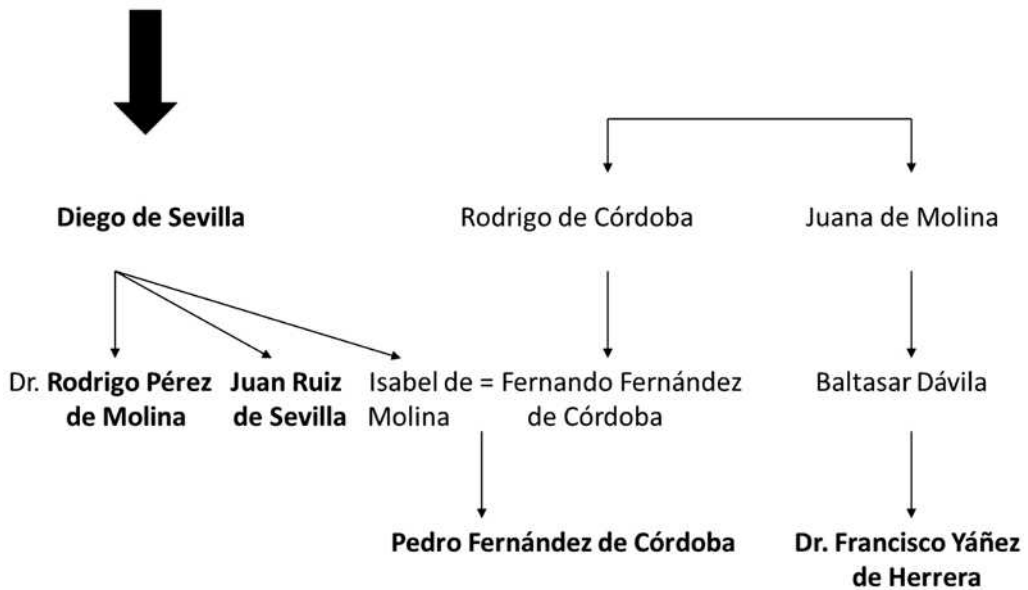 Diego de Sevilla
Rodrigo de Córdoba
Juana de Molina
Dr. Rodrigo Pérez
de Molina
Juan Ruiz
de Sevilla
Isabel de = Fernando Fernández
Molina
de Córdoba
Baltasar Dávila
Pedro Fernández de Córdoba
Dr. Francisco Yáñez
de Herrera